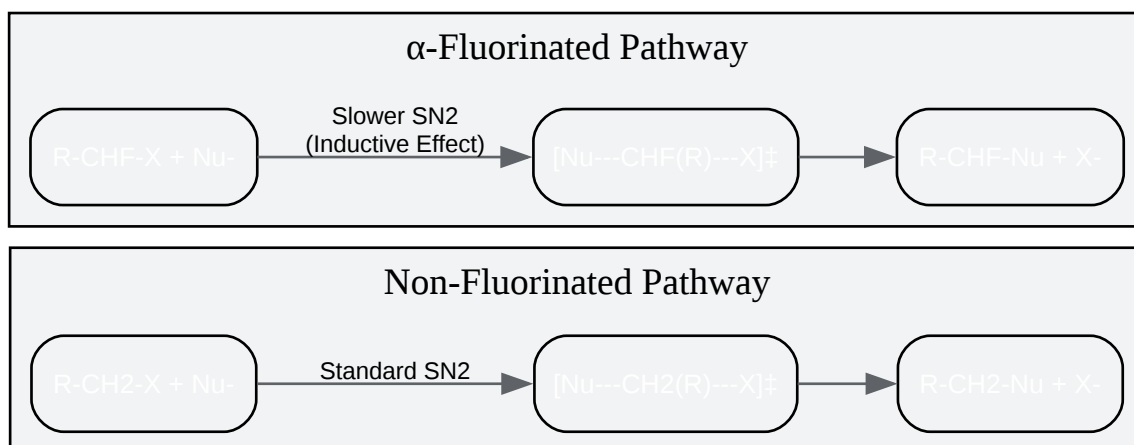 α-Fluorinated Pathway
Slower SN2
(Inductive Effect)
R-CHF-X + Nu-
[Nu---CHF(R)---X]‡
R-CHF-Nu + X-
Non-Fluorinated Pathway
Standard SN2
R-CH2-X + Nu-
[Nu---CH2(R)---X]‡
R-CH2-Nu + X-